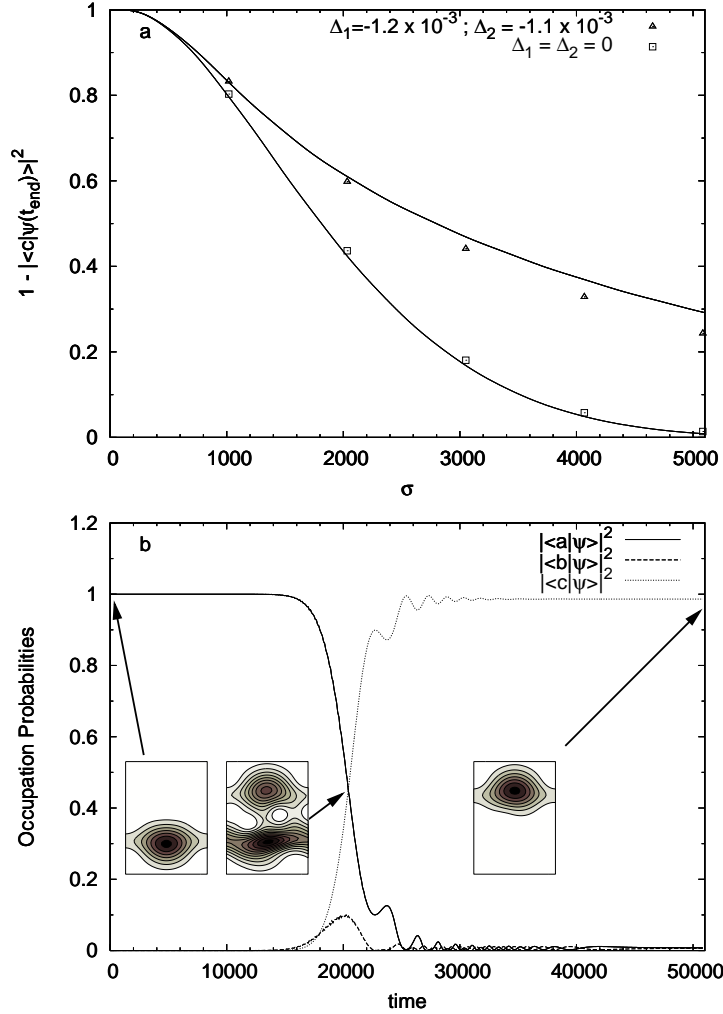 a
Δ₁=-1.2 x 10⁻³ ; Δ₂ = -1.1 x 10⁻³
Δ₁ = Δ₂ = 0
1
0.8
0.6
0.4
0.2
0
1 - |<c|ψ(t_end)>|²
0 1000 2000 3000 4000 5000
σ
b
|<a|ψ>|²
|<b|ψ>|²
|<c|ψ>|²
1.2
1
0.8
0.6
0.4
0.2
0
Occupation Probabilities
0 10000 20000 30000 40000 50000
time